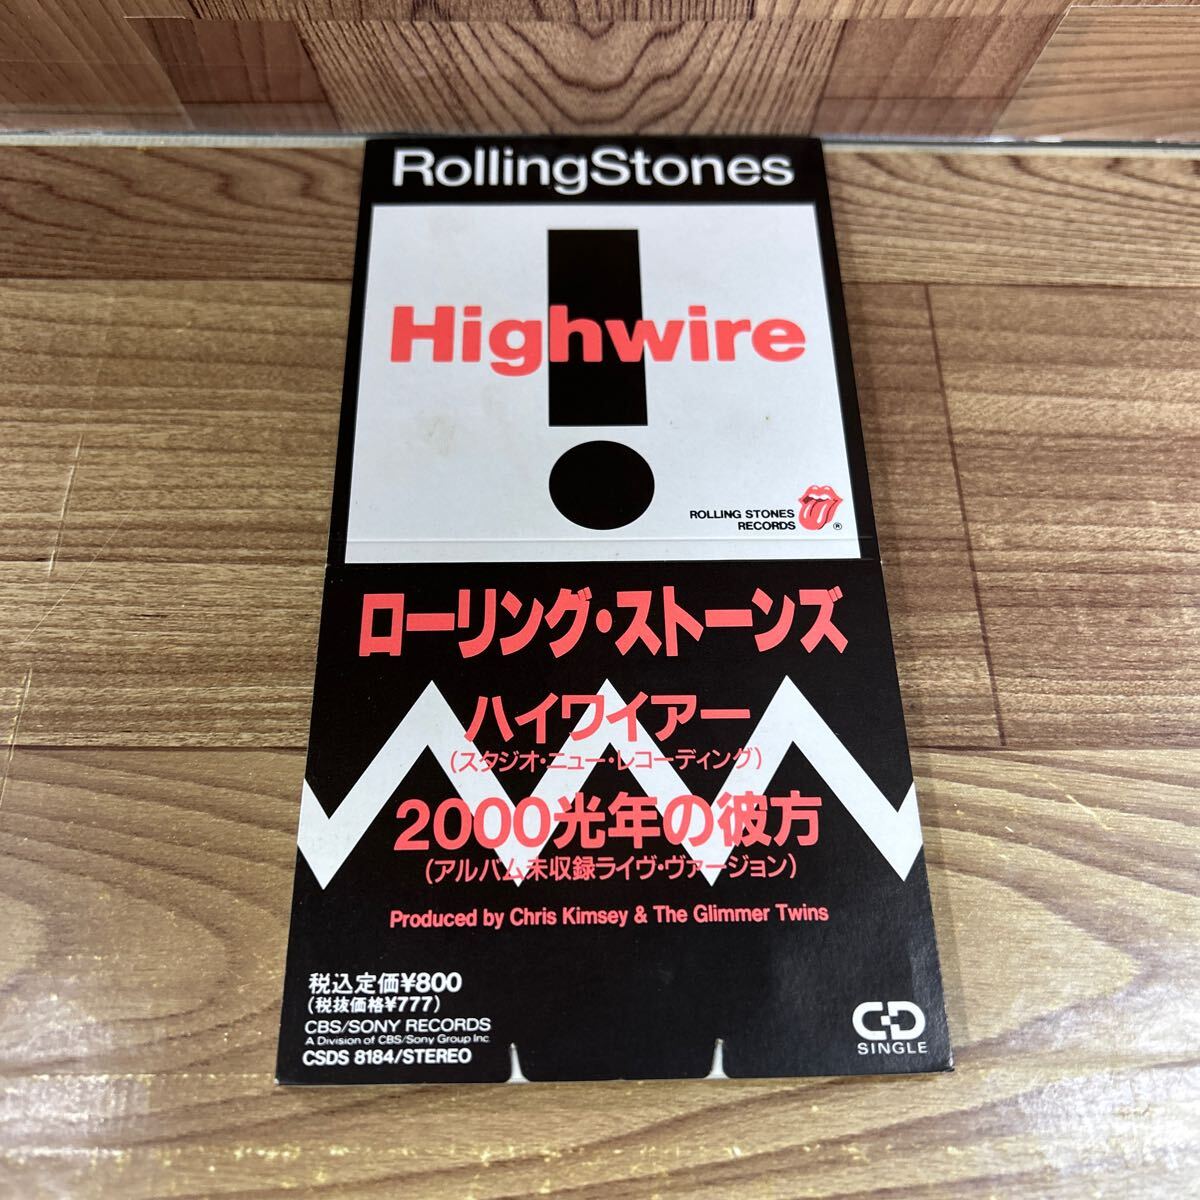 RollingStones
Highwire
ROLLING STONES
RECORDS
®
ローリング・ストーンズ
ハイワイアー
(スタジオ・ニュー・レコーディング)
2000光年の彼方
(アルバム未収録ライヴ・ヴァージョン)
Produced by Chris Kimsey & The Glimmer Twins
税込定価¥800
(税抜価格¥777)
CBS/SONY RECORDS
A Division of CBS/Sony Group Inc.
CSDS 8184/STEREO
CD
SINGLE